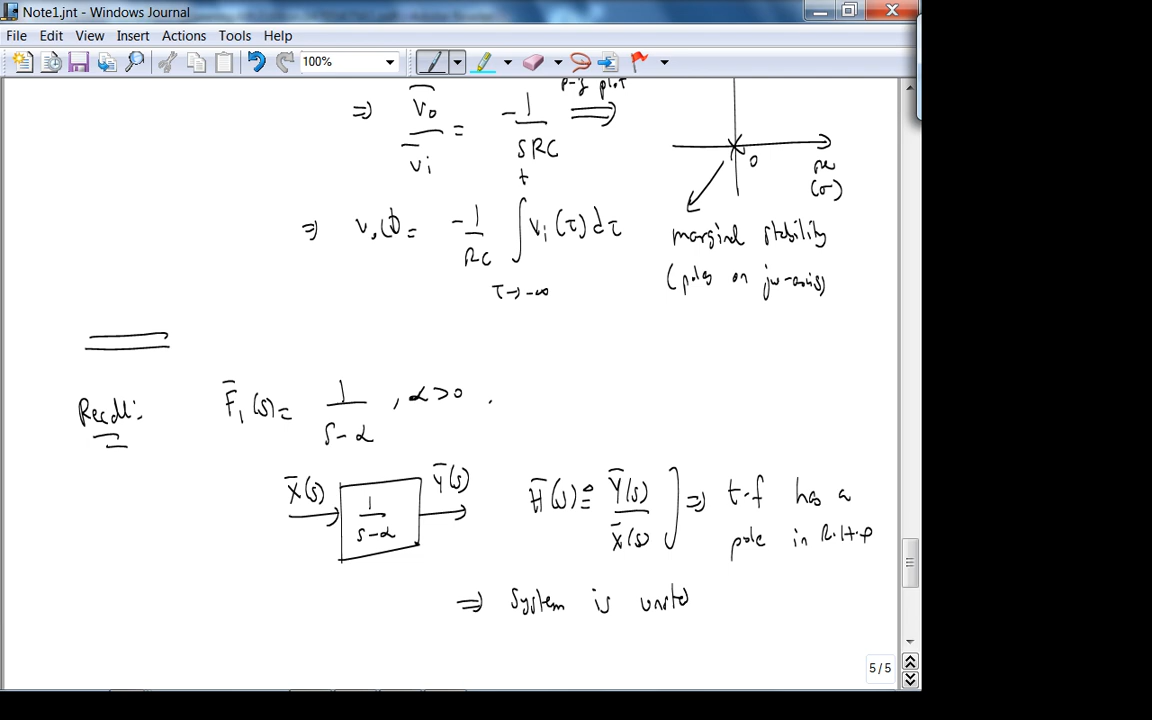 Note1.jnt - Windows Journal
File Edit View Insert Actions Tools Help
100%
p-z plot
⇒ V̄o / V̄i = -1 / SRC ⇒
0
Re
(σ)
⇒ vo(t) = -1/RC ∫ vi(τ)dτ
t
τ→-∞
marginal stability
(poles on jω-axis)
Recall:
F̄1(s) = 1 / s-α , α>0 .
X̄(s) 1 / s-α Ȳ(s)
H̄(s) ≜ Ȳ(s) / X̄(s) ] ⇒ t.f has a
pole in R.H.P
⇒ System is unstab
5/5